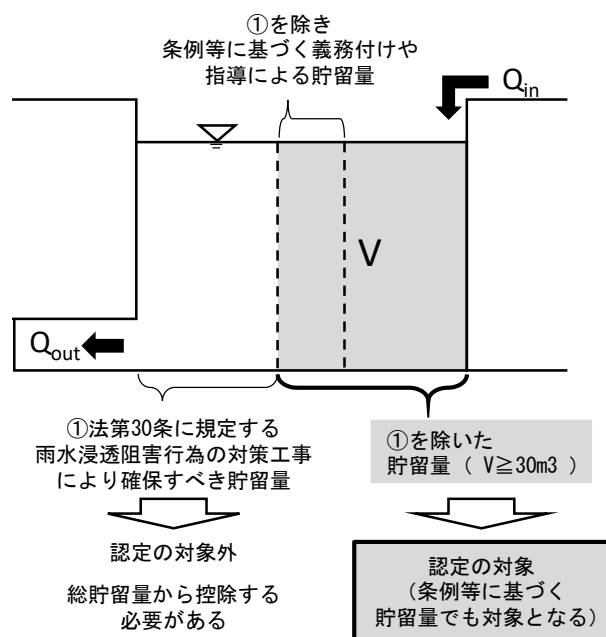 ①を除き
条例等に基づく義務付けや
指導による貯留量
Qin
V
Qout
①法第30条に規定する
雨水浸透阻害行為の対策工事
により確保すべき貯留量
①を除いた
貯留量（ V≧30m3 ）
認定の対象外
総貯留量から控除する
必要がある
認定の対象
（条例等に基づく
貯留量でも対象となる）